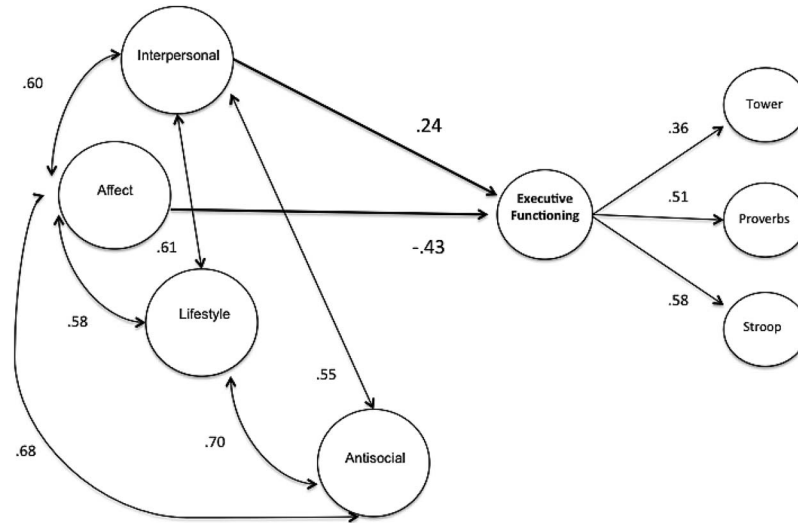 Interpersonal
.60
Tower
.24
.36
Affect
Executive
Functioning
.51
Proverbs
.61
-.43
.58
Lifestyle
.58
Stroop
.55
.70
.68
Antisocial